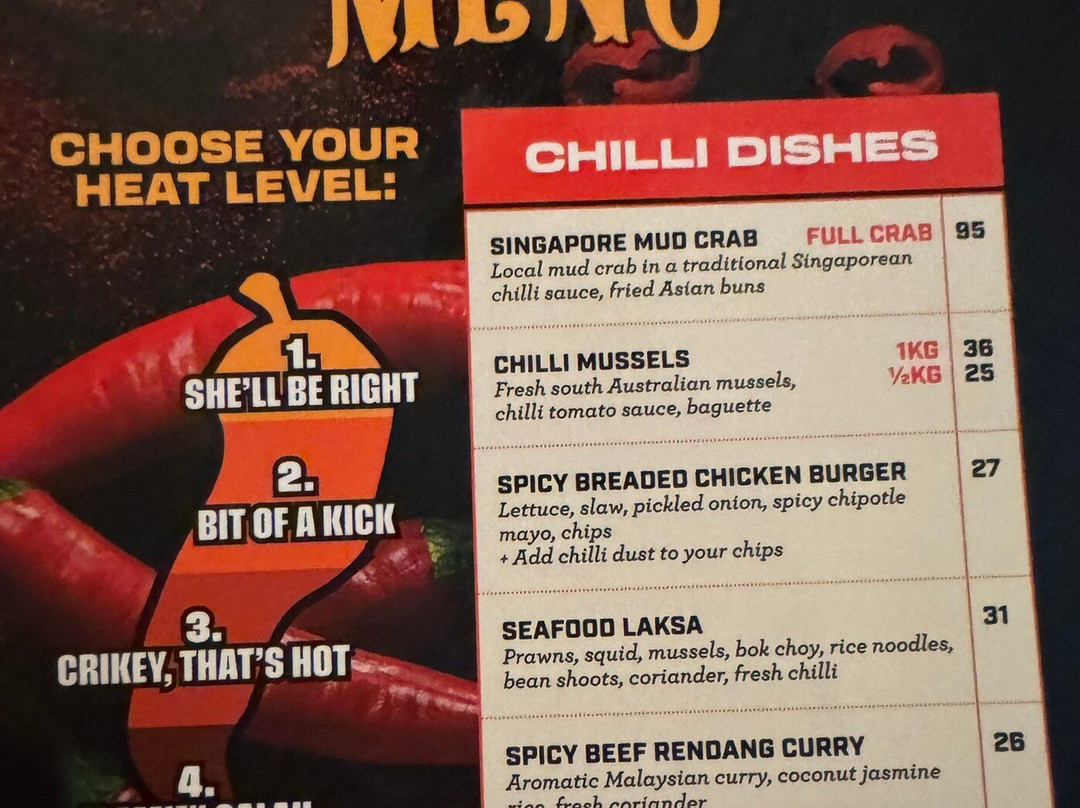 MENU
CHOOSE YOUR
HEAT LEVEL:
1.
SHE'LL BE RIGHT
2.
BIT OF A KICK
3.
CRIKEY, THAT'S HOT
4.
CHILLI DISHES
SINGAPORE MUD CRAB FULL CRAB 95
Local mud crab in a traditional Singaporean
chilli sauce, fried Asian buns
CHILLI MUSSELS 1KG 36
½KG 25
Fresh south Australian mussels,
chilli tomato sauce, baguette
SPICY BREADED CHICKEN BURGER 27
Lettuce, slaw, pickled onion, spicy chipotle
mayo, chips
+ Add chilli dust to your chips
SEAFOOD LAKSA 31
Prawns, squid, mussels, bok choy, rice noodles,
bean shoots, coriander, fresh chilli
SPICY BEEF RENDANG CURRY 26
Aromatic Malaysian curry, coconut jasmine
rice, fresh coriander